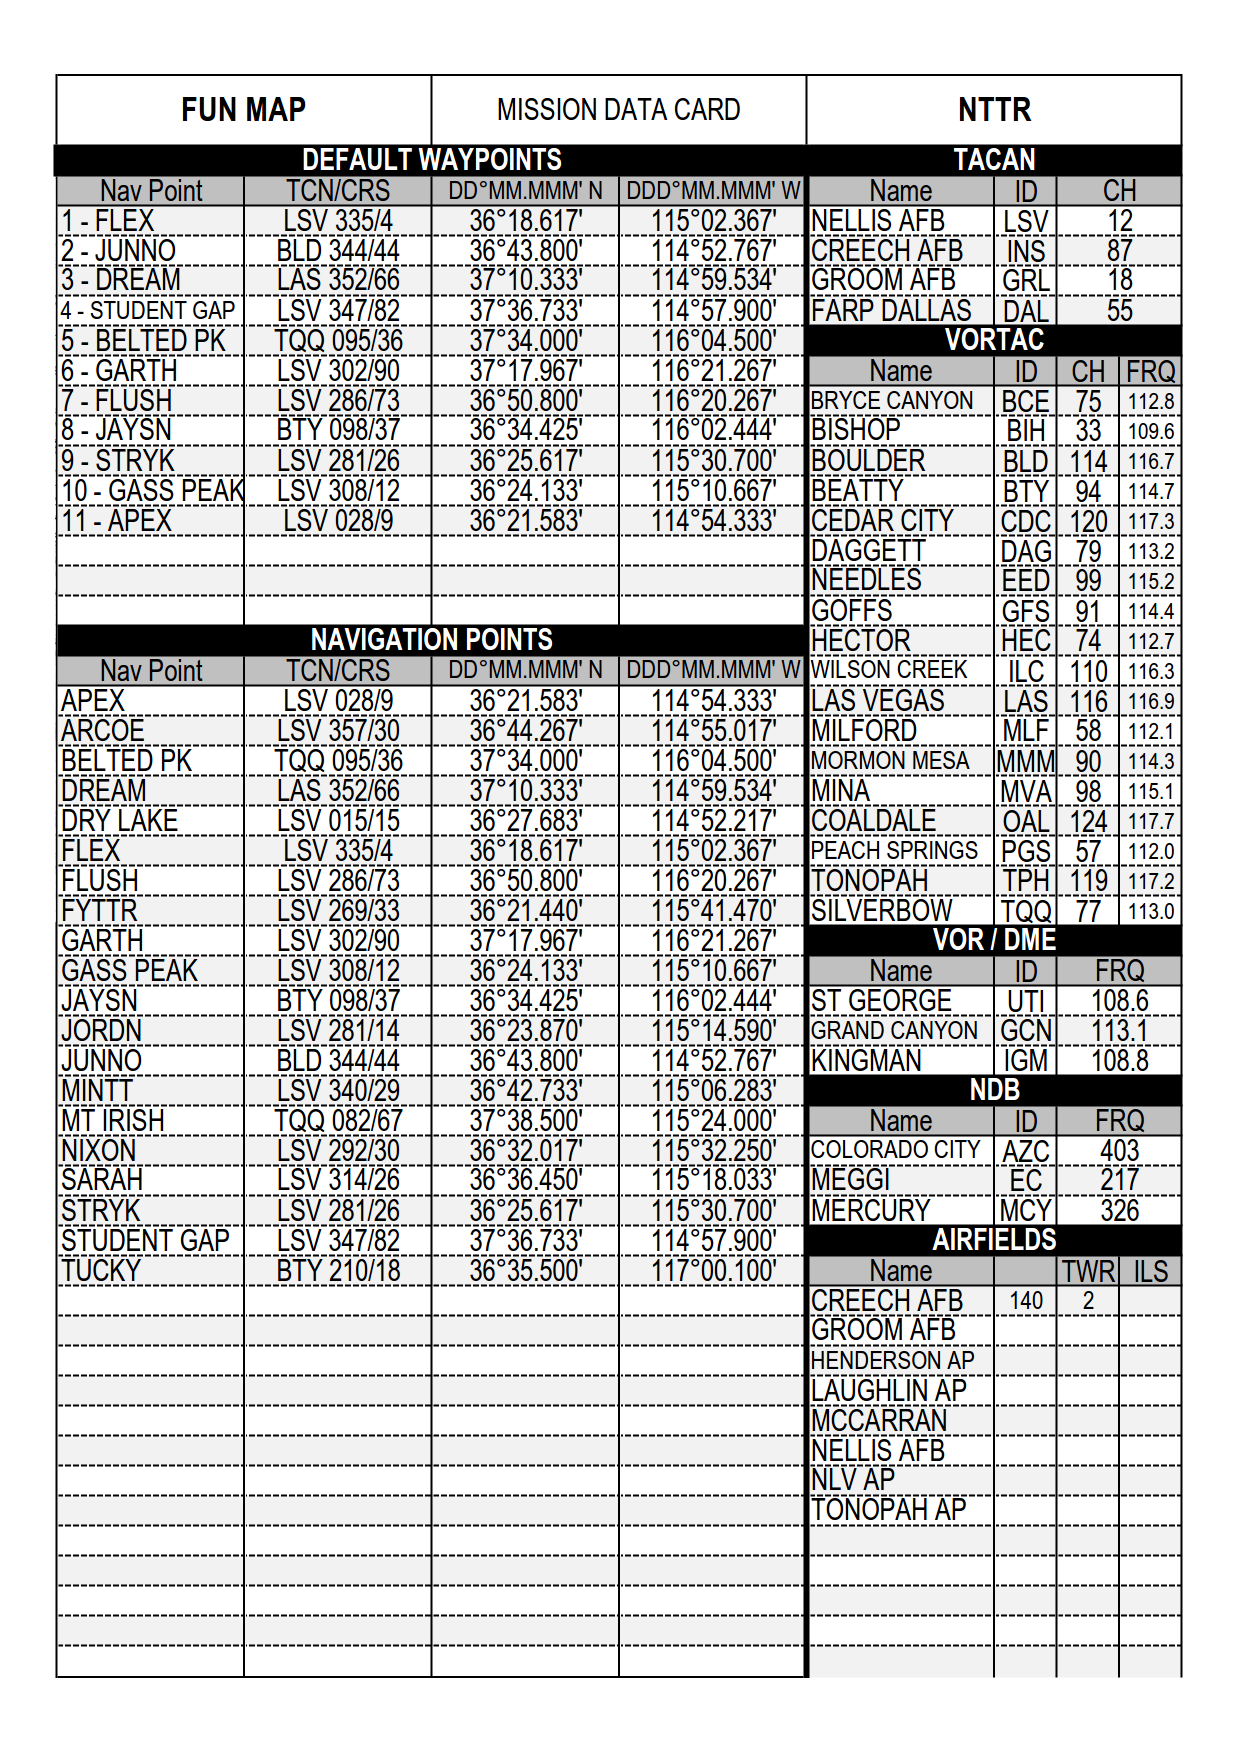 FUN MAP MISSION DATA CARD NTTR
DEFAULT WAYPOINTS
Nav Point TCN/CRS DD°MM.MMM' N DDD°MM.MMM' W
1 - FLEX LSV 335/4 36°18.617' 115°02.367'
2 - JUNNO BLD 344/44 36°43.800' 114°52.767'
3 - DREAM LAS 352/66 37°10.333' 114°59.534'
4 - STUDENT GAP LSV 347/82 37°36.733' 114°57.900'
5 - BELTED PK TQQ 095/36 37°34.000' 116°04.500'
6 - GARTH LSV 302/90 37°17.967' 116°21.267'
7 - FLUSH LSV 286/73 36°50.800' 116°20.267'
8 - JAYSN BTY 098/37 36°34.425' 116°02.444'
9 - STRYK LSV 281/26 36°25.617' 115°30.700'
10 - GASS PEAK LSV 308/12 36°24.133' 115°10.667'
11 - APEX LSV 028/9 36°21.583' 114°54.333'
NAVIGATION POINTS
Nav Point TCN/CRS DD°MM.MMM' N DDD°MM.MMM' W
APEX LSV 028/9 36°21.583' 114°54.333'
ARCOE LSV 357/30 36°44.267' 114°55.017'
BELTED PK TQQ 095/36 37°34.000' 116°04.500'
DREAM LAS 352/66 37°10.333' 114°59.534'
DRY LAKE LSV 015/15 36°27.683' 114°52.217'
FLEX LSV 335/4 36°18.617' 115°02.367'
FLUSH LSV 286/73 36°50.800' 116°20.267'
FYTTR LSV 269/33 36°21.440' 115°41.470'
GARTH LSV 302/90 37°17.967' 116°21.267'
GASS PEAK LSV 308/12 36°24.133' 115°10.667'
JAYSN BTY 098/37 36°34.425' 116°02.444'
JORDN LSV 281/14 36°23.870' 115°14.590'
JUNNO BLD 344/44 36°43.800' 114°52.767'
MINTT LSV 340/29 36°42.733' 115°06.283'
MT IRISH TQQ 082/67 37°38.500' 115°24.000'
NIXON LSV 292/30 36°32.017' 115°32.250'
SARAH LSV 314/26 36°36.450' 115°18.033'
STRYK LSV 281/26 36°25.617' 115°30.700'
STUDENT GAP LSV 347/82 37°36.733' 114°57.900'
TUCKY BTY 210/18 36°35.500' 117°00.100'
TACAN
Name ID CH
NELLIS AFB LSV 12
CREECH AFB INS 87
GROOM AFB GRL 18
FARP DALLAS DAL 55
VORTAC
Name ID CH FRQ
BRYCE CANYON BCE 75 112.8
BISHOP BIH 33 109.6
BOULDER BLD 114 116.7
BEATTY BTY 94 114.7
CEDAR CITY CDC 120 117.3
DAGGETT DAG 79 113.2
NEEDLES EED 99 115.2
GOFFS GFS 91 114.4
HECTOR HEC 74 112.7
WILSON CREEK ILC 110 116.3
LAS VEGAS LAS 116 116.9
MILFORD MLF 58 112.1
MORMON MESA MMM 90 114.3
MINA MVA 98 115.1
COALDALE OAL 124 117.7
PEACH SPRINGS PGS 57 112.0
TONOPAH TPH 119 117.2
SILVERBOW TQQ 77 113.0
VOR / DME
Name ID FRQ
ST GEORGE UTI 108.6
GRAND CANYON GCN 113.1
KINGMAN IGM 108.8
NDB
Name ID FRQ
COLORADO CITY AZC 403
MEGGI EC 217
MERCURY MCY 326
AIRFIELDS
Name TWR ILS
CREECH AFB 140 2
GROOM AFB
HENDERSON AP
LAUGHLIN AP
MCCARRAN
NELLIS AFB
NLV AP
TONOPAH AP